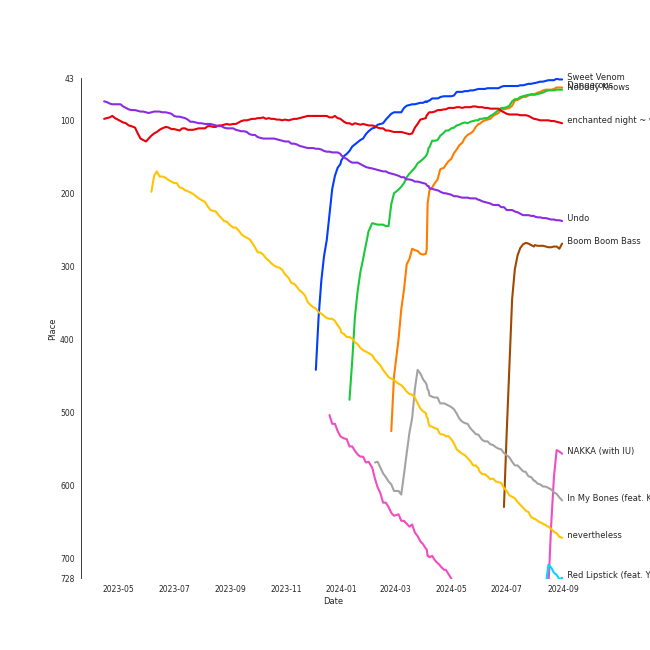 43
100
200
300
400
500
600
700
728
Place
2023-05
2023-07
2023-09
2023-11
2024-01
2024-03
2024-05
2024-07
2024-09
Date
Sweet Venom
Dangerous
Nobody Knows
enchanted night ~
Undo
Boom Boom Bass
NAKKA (with IU)
In My Bones (feat. K
nevertheless
Red Lipstick (feat. Y